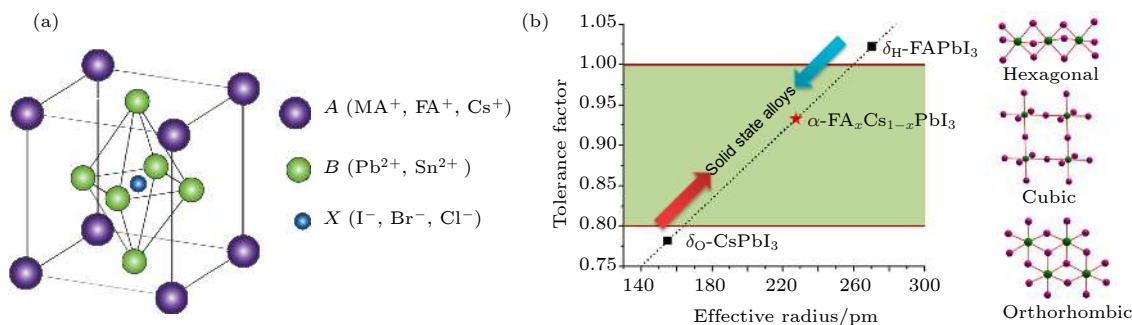 (a)
A (MA⁺, FA⁺, Cs⁺)
B (Pb²⁺, Sn²⁺ )
X (I⁻, Br⁻, Cl⁻)
(b)
Tolerance factor
1.05
1.00
0.95
0.90
0.85
0.80
0.75
140
180
220
260
300
Effective radius/pm
δH-FAPbI₃
Solid state alloys
α-FAₓCs₁₋ₓPbI₃
δO-CsPbI₃
Hexagonal
Cubic
Orthorhombic